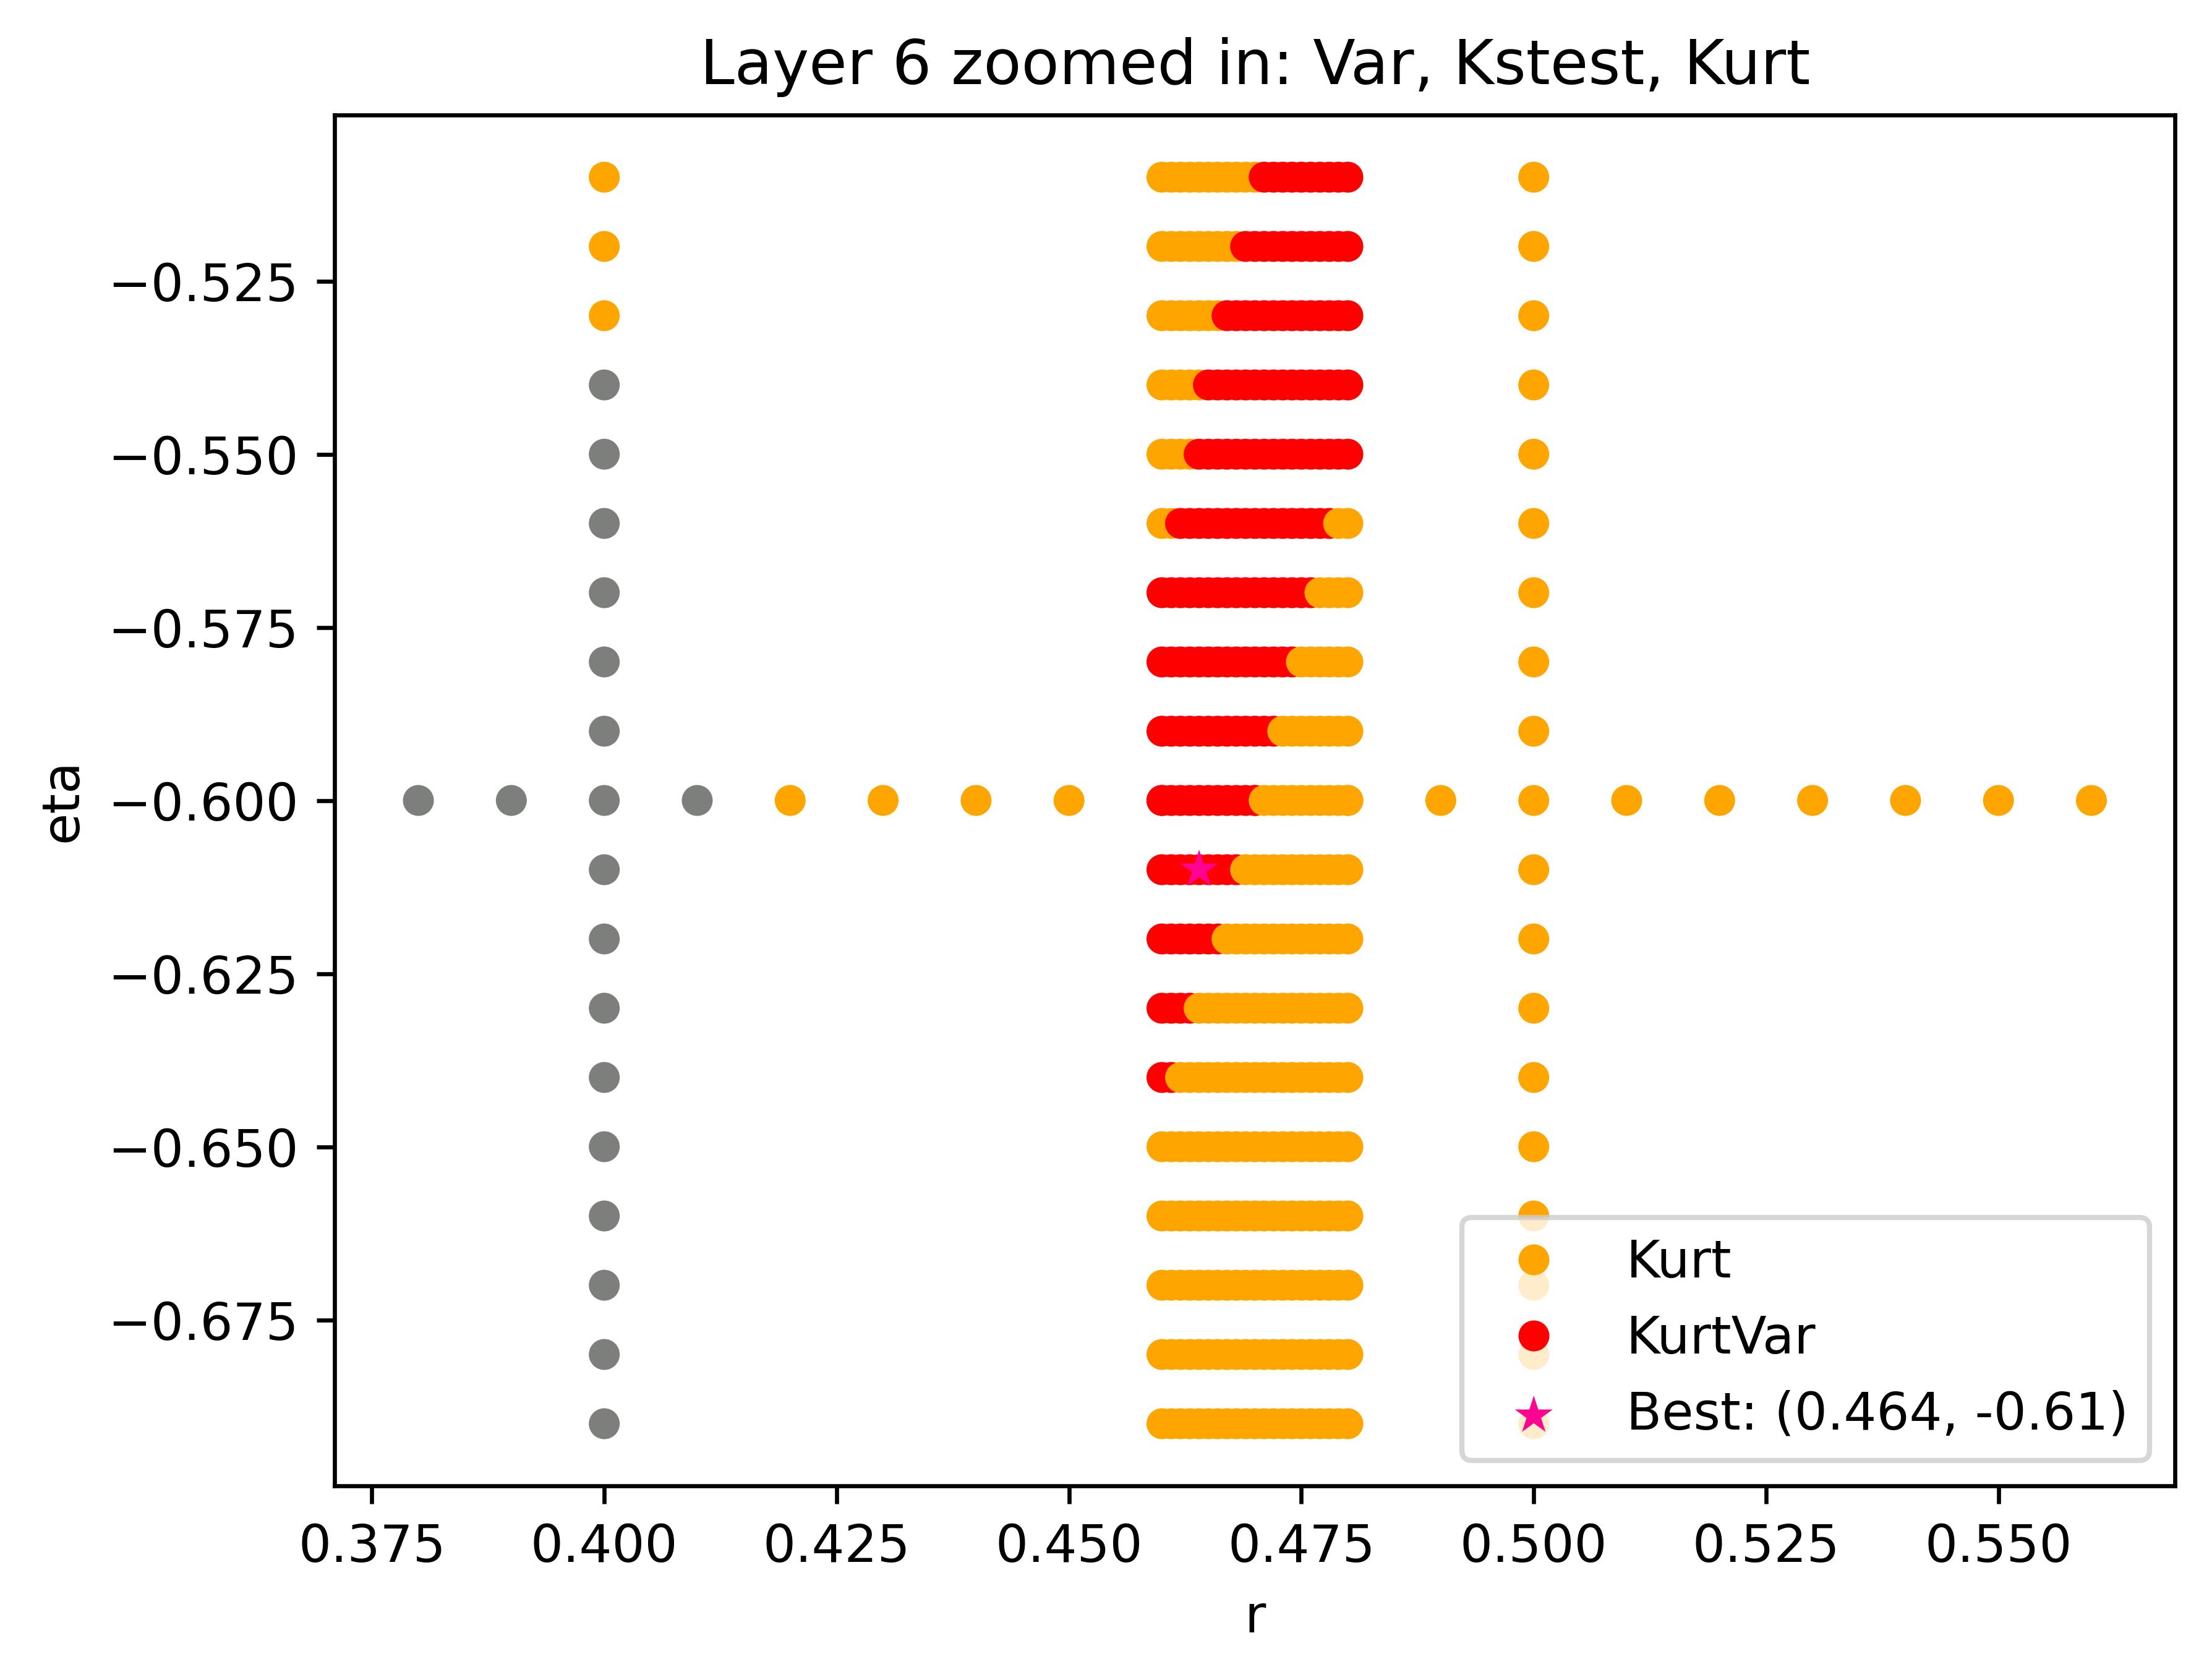 Layer 6 zoomed in: Var, Kstest, Kurt
−0.525
−0.550
−0.575
−0.600
−0.625
−0.650
−0.675
eta
Kurt
KurtVar
Best: (0.464, -0.61)
0.375 0.400 0.425 0.450 0.475 0.500 0.525 0.550
r